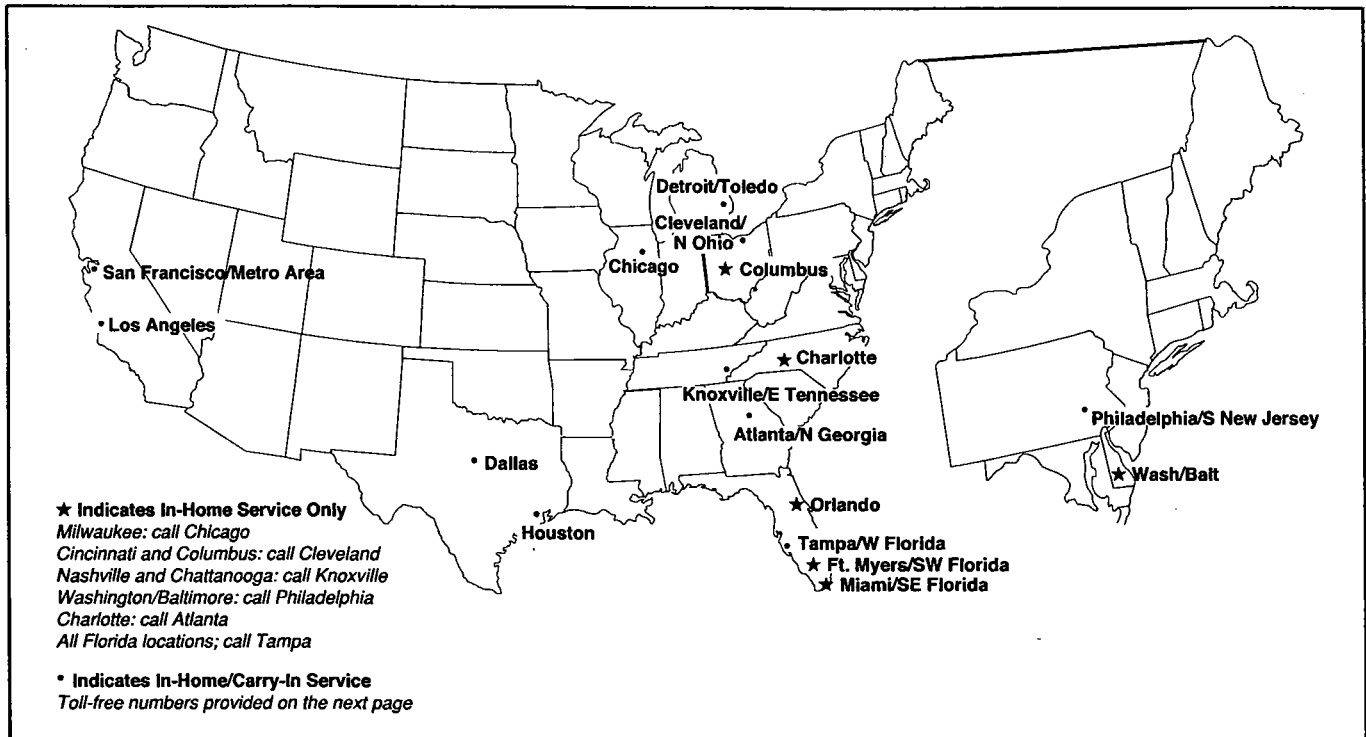 Detroit/Toledo
Cleveland/
N Ohio
Chicago
★ Columbus
San Francisco/Metro Area
Los Angeles
★ Charlotte
Knoxville/E Tennessee
Atlanta/N Georgia
Philadelphia/S New Jersey
Dallas
★ Wash/Balt
★ Orlando
Houston
Tampa/W Florida
★ Ft. Myers/SW Florida
★ Miami/SE Florida
★ Indicates In-Home Service Only
Milwaukee: call Chicago
Cincinnati and Columbus: call Cleveland
Nashville and Chattanooga: call Knoxville
Washington/Baltimore: call Philadelphia
Charlotte: call Atlanta
All Florida locations; call Tampa
• Indicates In-Home/Carry-In Service
Toll-free numbers provided on the next page